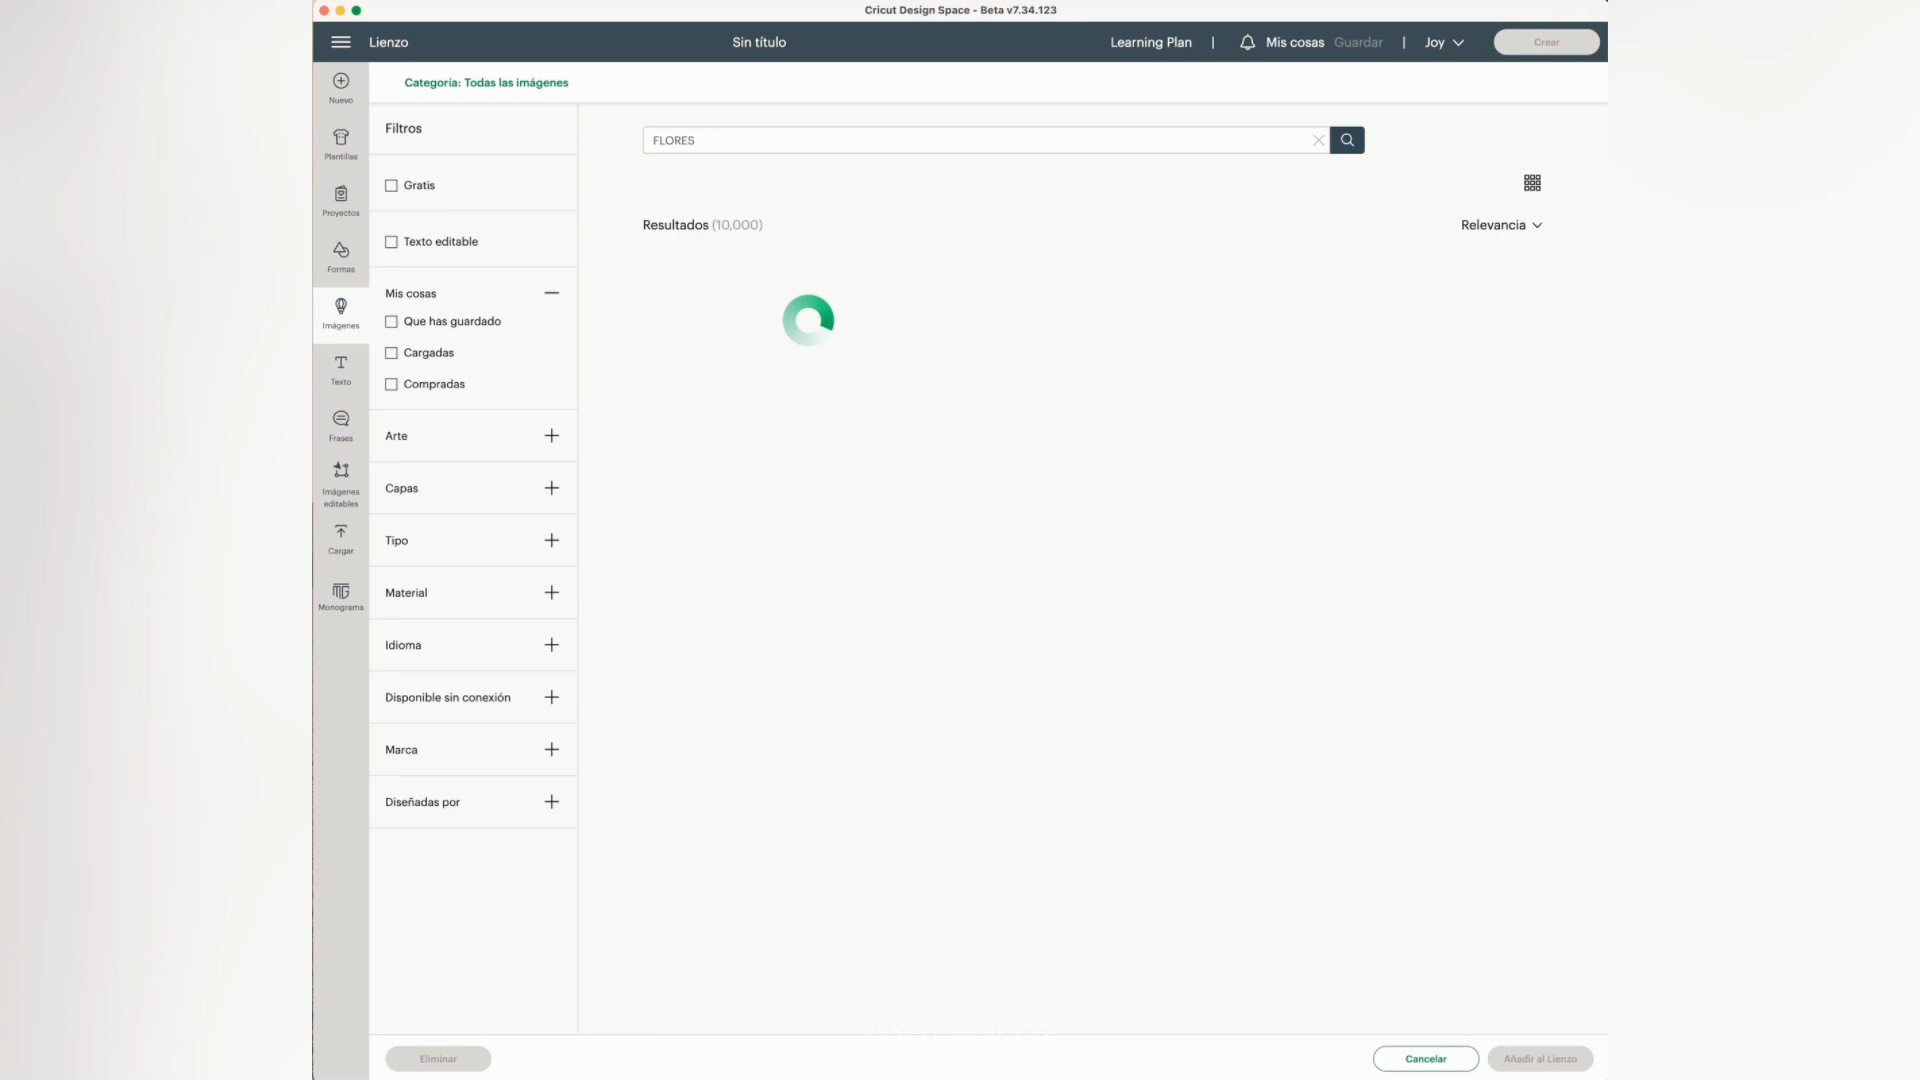 Cricut Design Space - Beta v7.34.123
Lienzo
Sin título
Learning Plan | Mis cosas Guardar | Joy
Crear
Categoría: Todas las imágenes
Nuevo
Plantillas
Proyectos
Formas
Imágenes
Texto
Frases
Imágenes
editables
Cargar
Monograma
Filtros
Gratis
Texto editable
Mis cosas
Que has guardado
Cargadas
Compradas
Arte
Capas
Tipo
Material
Idioma
Disponible sin conexión
Marca
Diseñadas por
FLORES
Resultados (10,000)
Relevancia
Eliminar
Cancelar
Añadir al Lienzo